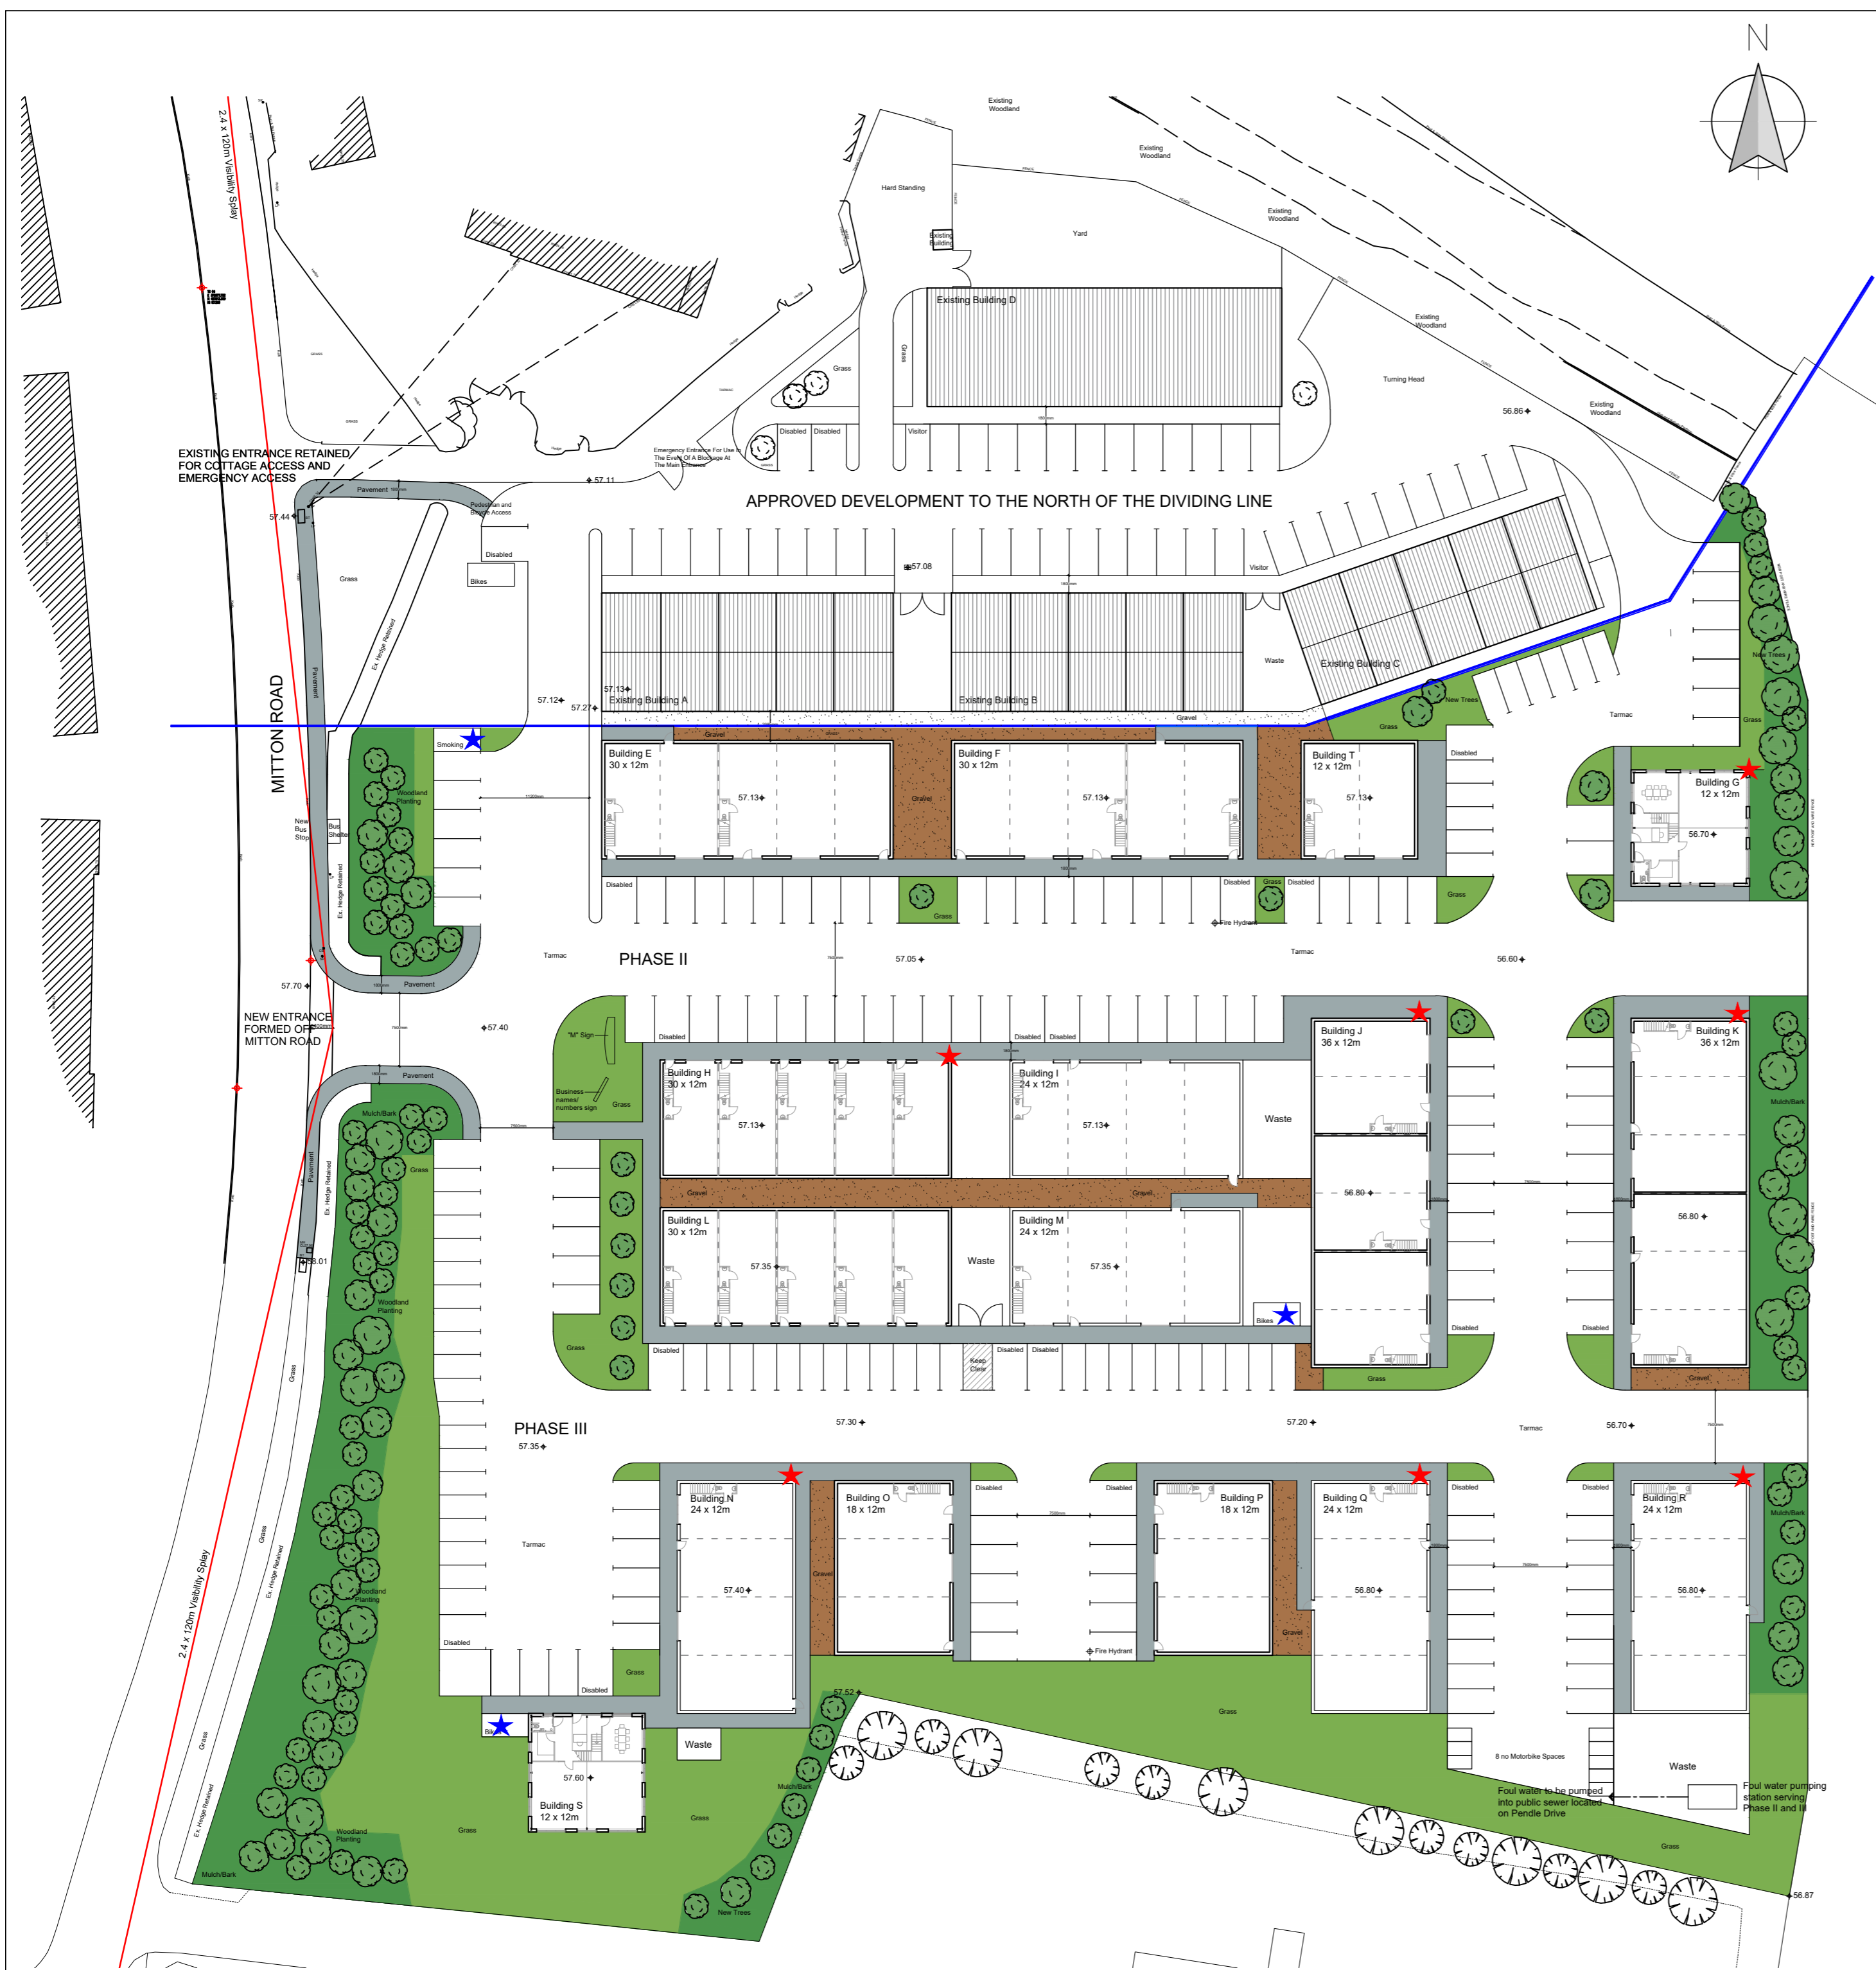 N
Existing
Woodland
2.4 x 120m Visibility Splay
Existing
Woodland
Hard Standing
Existing
Woodland
Existing
Building
Yard
Existing Building D
Existing
Woodland
Grass
Grass
Turning Head
Existing
Woodland
56.86
Disabled
Disabled
Visitor
EXISTING ENTRANCE RETAINED
FOR COTTAGE ACCESS AND
EMERGENCY ACCESS
Emergency Entrance For Use In
The Event Of A Blockage At
The Main Entrance
57.11
Pavement
APPROVED DEVELOPMENT TO THE NORTH OF THE DIVIDING LINE
57.44
Pedestrian and
Bicycle Access
Disabled
Bikes
Grass
57.08
Visitor
Ex. Hedge Retained
Pavement
Waste
Existing Building C
New Trees
57.13
Existing Building A
Existing Building B
57.12
57.27
New Trees
MITTON ROAD
Gravel
Grass
Tarmac
Grass
Smoking
Gravel
Building E
30 x 12m
Building F
30 x 12m
Building T
12 x 12m
Disabled
Building G
12 x 12m
Woodland
Planting
57.13
Gravel
57.13
57.13
New
Bus
Stop
Bus
Shelter
56.70
Ex. Hedge Retained
Disabled
Disabled
Grass
Disabled
Grass
Grass
Fire Hydrant
Tarmac
PHASE II
57.05
Tarmac
56.60
57.70
Pavement
NEW ENTRANCE
FORMED OFF
MITTON ROAD
57.40
"M" Sign
Disabled
Disabled
Disabled
Building J
36 x 12m
Building K
36 x 12m
Pavement
Building H
30 x 12m
Building I
24 x 12m
Business
names/
numbers sign
Grass
Mulch/Bark
Mulch/Bark
57.13
57.13
Waste
Pavement
Grass
Ex. Hedge Retained
Gravel
Gravel
56.80
56.80
Building L
30 x 12m
Building M
24 x 12m
58.01
57.35
Waste
57.35
Woodland
Planting
Bikes
Disabled
Disabled
Grass
Grass
Disabled
Keep
Clear
Disabled
Disabled
Grass
Gravel
PHASE III
57.35
57.30
57.20
Tarmac
56.70
Building N
24 x 12m
Building O
18 x 12m
Disabled
Disabled
Building P
18 x 12m
Building Q
24 x 12m
Disabled
Disabled
Building R
24 x 12m
Mulch/Bark
Grass
Tarmac
Ex. Hedge Retained
2.4 x 120m Visibility Splay
Gravel
57.40
56.80
56.80
Woodland
Planting
Gravel
Disabled
Fire Hydrant
Grass
Disabled
57.52
Grass
Grass
Bikes
Waste
8 no Motorbike Spaces
Waste
57.60
Mulch/Bark
Foul water to be pumped
into public sewer located
on Pendle Drive
Foul water pumping
station serving
Phase II and III
Building S
12 x 12m
Grass
Grass
Ex. Hedge Retained
Woodland
Planting
Grass
Mulch/Bark
56.87
New Trees